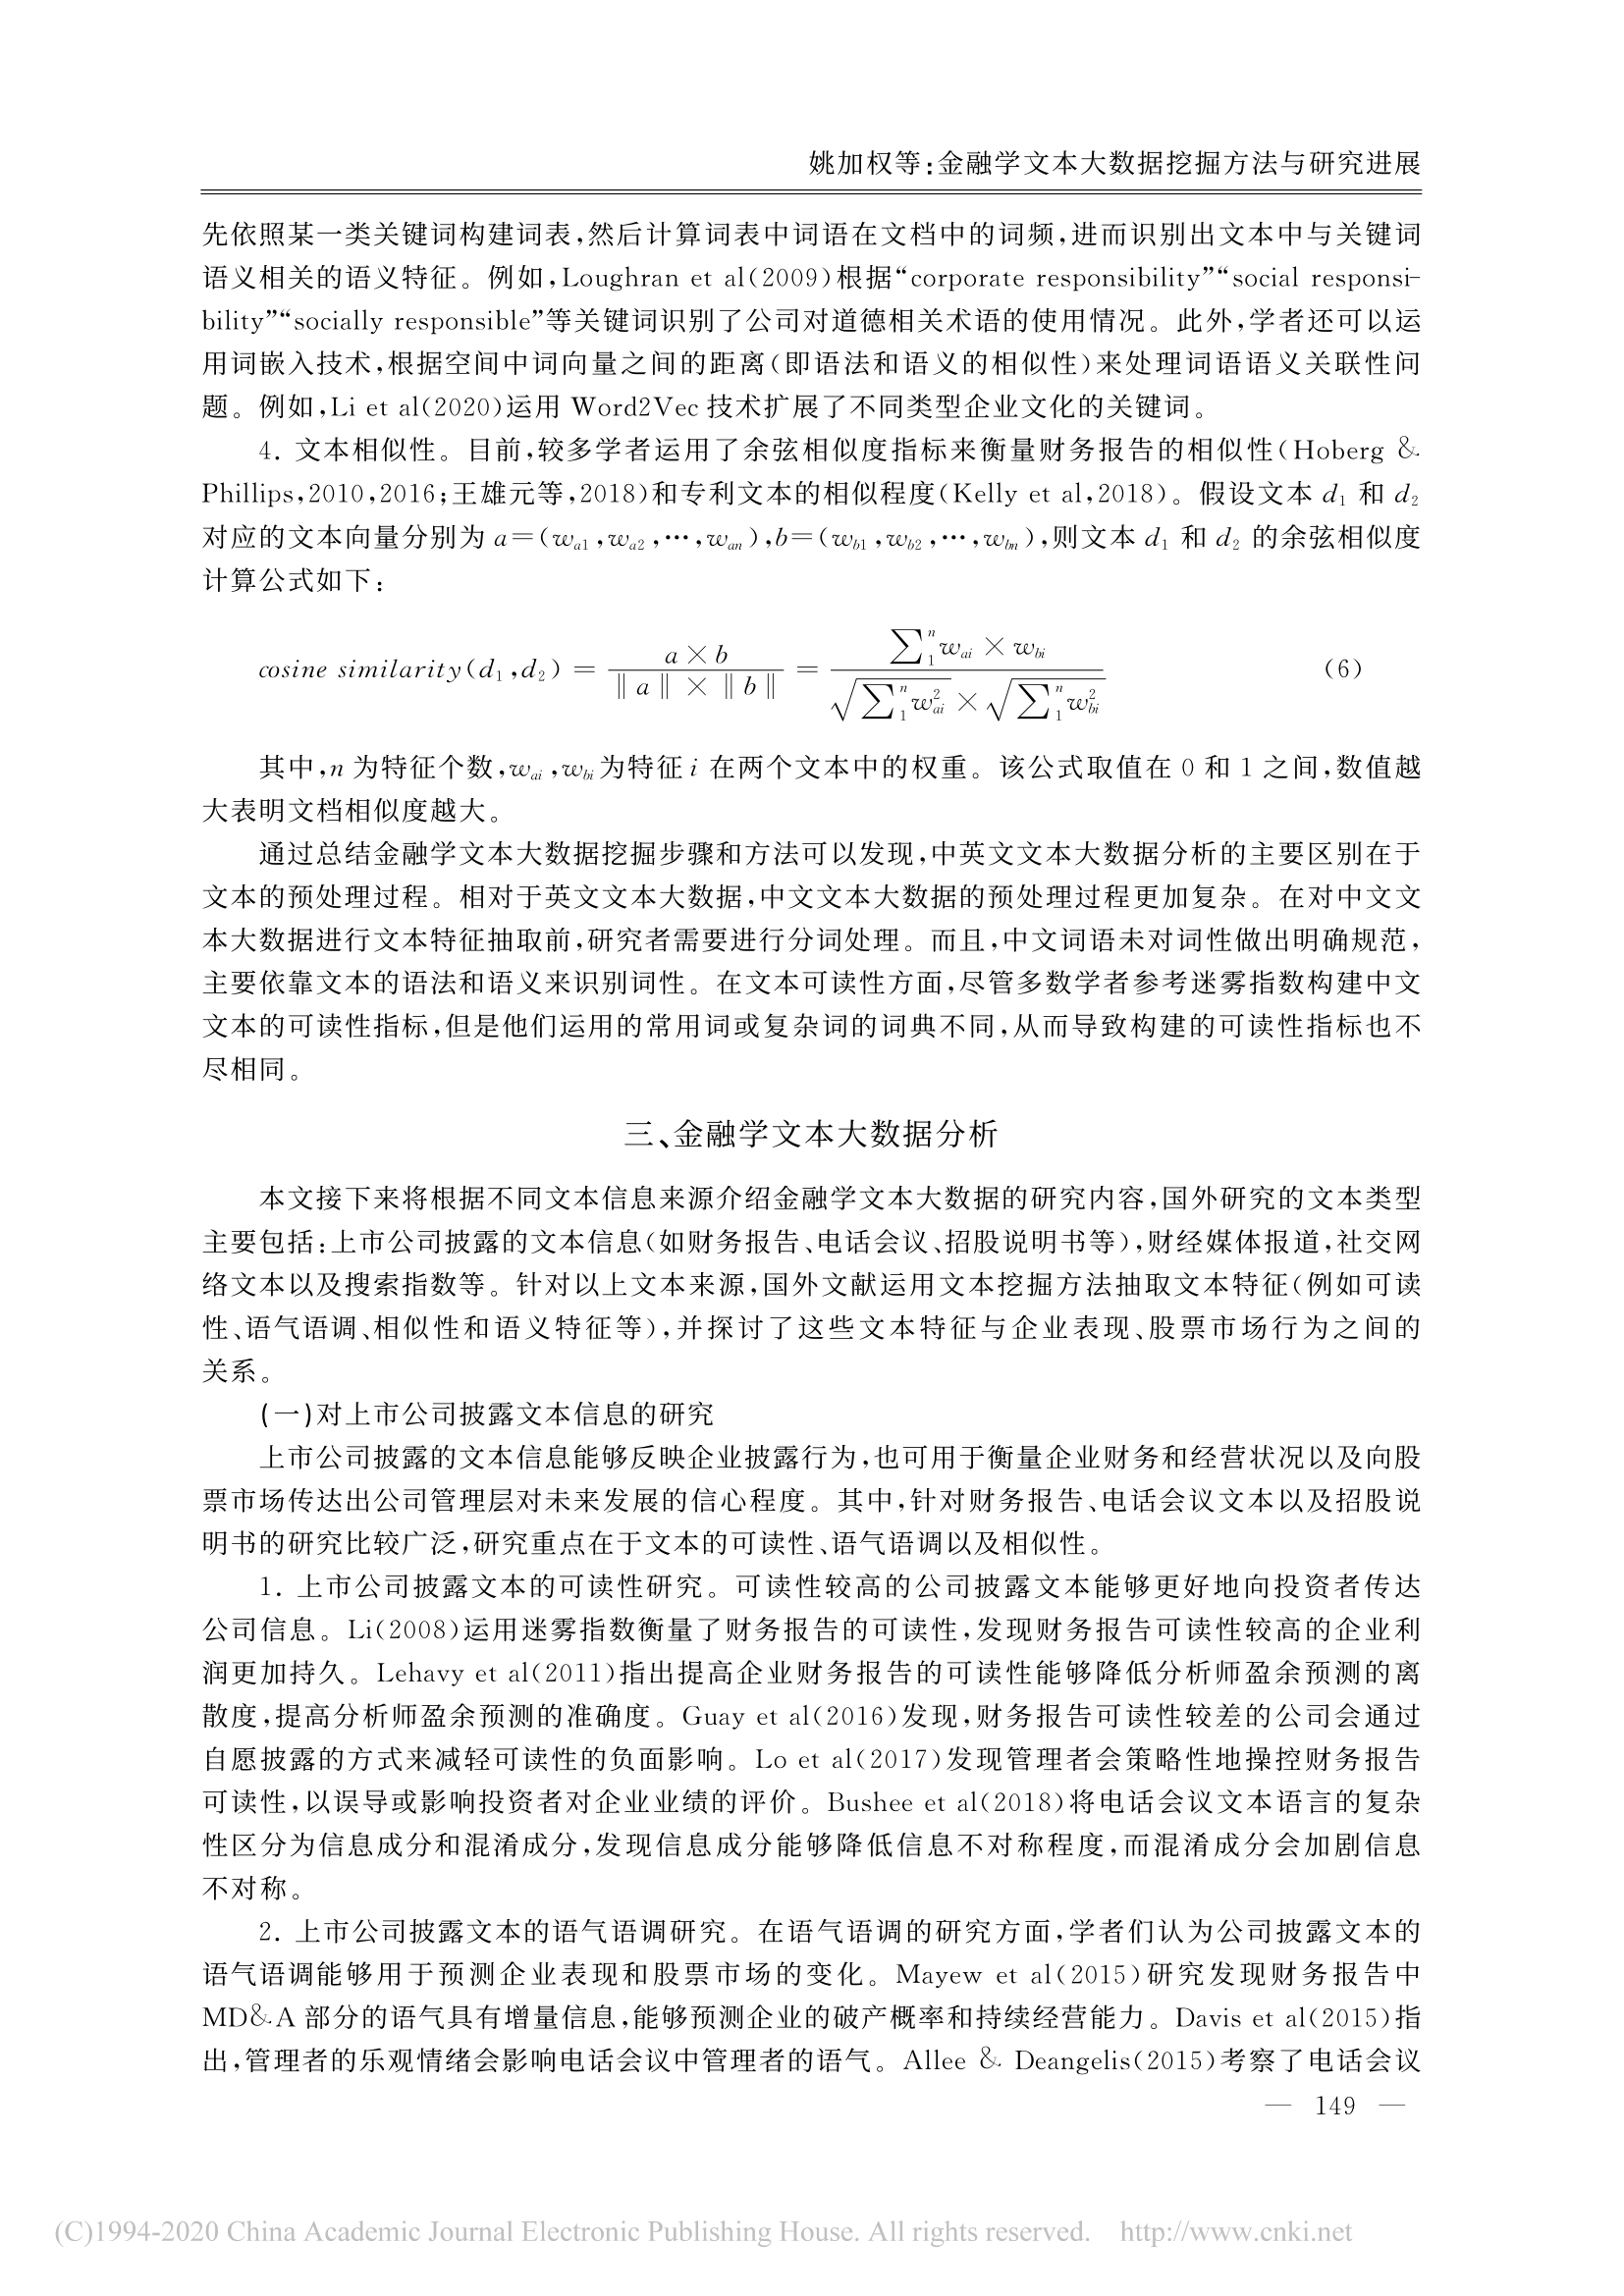 姚加权等:金融学文本大数据挖掘方法与研究进展
先依照某一类关键词构建词表,然后计算词表中词语在文档中的词频,进而识别出文本中与关键词
语义相关的语义特征。例如,Loughran et al(2009)根据“corporate responsibility”“social responsi-
bility”“socially responsible”等关键词识别了公司对道德相关术语的使用情况。此外,学者还可以运
用词嵌入技术,根据空间中词向量之间的距离(即语法和语义的相似性)来处理词语语义关联性问
题。例如,Li et al(2020)运用 Word2Vec 技术扩展了不同类型企业文化的关键词。
4. 文本相似性。目前,较多学者运用了余弦相似度指标来衡量财务报告的相似性(Hoberg &
Phillips,2010,2016;王雄元等,2018)和专利文本的相似程度(Kelly et al,2018)。假设文本 d₁ 和 d₂
对应的文本向量分别为 a=(w_{a1},w_{a2},…,w_{an}),b=(w_{b1},w_{b2},…,w_{bn}),则文本 d₁ 和 d₂ 的余弦相似度
计算公式如下:
cosine similarity(d₁,d₂) = \frac{a×b}{‖a‖×‖b‖} = \frac{\sum_1^n w_{ai} × w_{bi}}{\sqrt{\sum_1^n w_{ai}^2} × \sqrt{\sum_1^n w_{bi}^2}} (6)
其中,n 为特征个数,w_{ai},w_{bi}为特征 i 在两个文本中的权重。该公式取值在 0 和 1 之间,数值越
大表明文档相似度越大。
通过总结金融学文本大数据挖掘步骤和方法可以发现,中英文文本大数据分析的主要区别在于
文本的预处理过程。相对于英文文本大数据,中文文本大数据的预处理过程更加复杂。在对中文文
本大数据进行文本特征抽取前,研究者需要进行分词处理。而且,中文词语未对词性做出明确规范,
主要依靠文本的语法和语义来识别词性。在文本可读性方面,尽管多数学者参考迷雾指数构建中文
文本的可读性指标,但是他们运用的常用词或复杂词的词典不同,从而导致构建的可读性指标也不
尽相同。
三、金融学文本大数据分析
本文接下来将根据不同文本信息来源介绍金融学文本大数据的研究内容,国外研究的文本类型
主要包括:上市公司披露的文本信息(如财务报告、电话会议、招股说明书等),财经媒体报道,社交网
络文本以及搜索指数等。针对以上文本来源,国外文献运用文本挖掘方法抽取文本特征(例如可读
性、语气语调、相似性和语义特征等),并探讨了这些文本特征与企业表现、股票市场行为之间的
关系。
(一)对上市公司披露文本信息的研究
上市公司披露的文本信息能够反映企业披露行为,也可用于衡量企业财务和经营状况以及向股
票市场传达出公司管理层对未来发展的信心程度。其中,针对财务报告、电话会议文本以及招股说
明书的研究比较广泛,研究重点在于文本的可读性、语气语调以及相似性。
1. 上市公司披露文本的可读性研究。可读性较高的公司披露文本能够更好地向投资者传达
公司信息。Li(2008)运用迷雾指数衡量了财务报告的可读性,发现财务报告可读性较高的企业利
润更加持久。Lehavy et al(2011)指出提高企业财务报告的可读性能够降低分析师盈余预测的离
散度,提高分析师盈余预测的准确度。Guay et al(2016)发现,财务报告可读性较差的公司会通过
自愿披露的方式来减轻可读性的负面影响。Lo et al(2017)发现管理者会策略性地操控财务报告
可读性,以误导或影响投资者对企业业绩的评价。Bushee et al(2018)将电话会议文本语言的复杂
性区分为信息成分和混淆成分,发现信息成分能够降低信息不对称程度,而混淆成分会加剧信息
不对称。
2. 上市公司披露文本的语气语调研究。在语气语调的研究方面,学者们认为公司披露文本的
语气语调能够用于预测企业表现和股票市场的变化。Mayew et al(2015)研究发现财务报告中
MD&A 部分的语气具有增量信息,能够预测企业的破产概率和持续经营能力。Davis et al(2015)指
出,管理者的乐观情绪会影响电话会议中管理者的语气。Allee & Deangelis(2015)考察了电话会议
— 149 —
(C)1994-2020 China Academic Journal Electronic Publishing House. All rights reserved. http://www.cnki.net